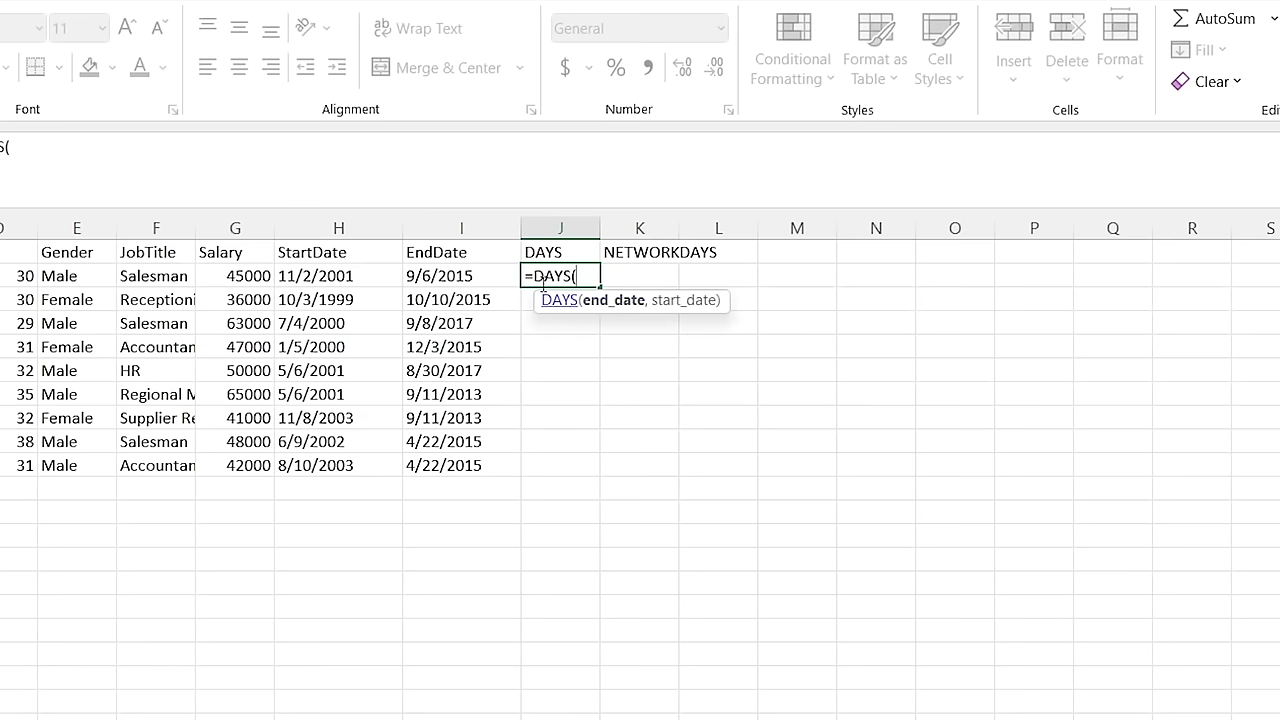 11 A A ab Wrap Text General Conditional Formatting Format as Table Cell Styles Insert Delete Format Σ AutoSum
Merge & Center $ % 9 .00 Fill
Clear
Font Alignment Number Styles Cells Edi
S(
E F G H I J K L M N O P Q R S
Gender JobTitle Salary StartDate EndDate DAYS NETWORKDAYS
30 Male Salesman 45000 11/2/2001 9/6/2015 =DAYS(
30 Female Receptioni 36000 10/3/1999 10/10/2015 DAYS(end_date, start_date)
29 Male Salesman 63000 7/4/2000 9/8/2017
31 Female Accountan 47000 1/5/2000 12/3/2015
32 Male HR 50000 5/6/2001 8/30/2017
35 Male Regional M 65000 5/6/2001 9/11/2013
32 Female Supplier Re 41000 11/8/2003 9/11/2013
38 Male Salesman 48000 6/9/2002 4/22/2015
31 Male Accountan 42000 8/10/2003 4/22/2015